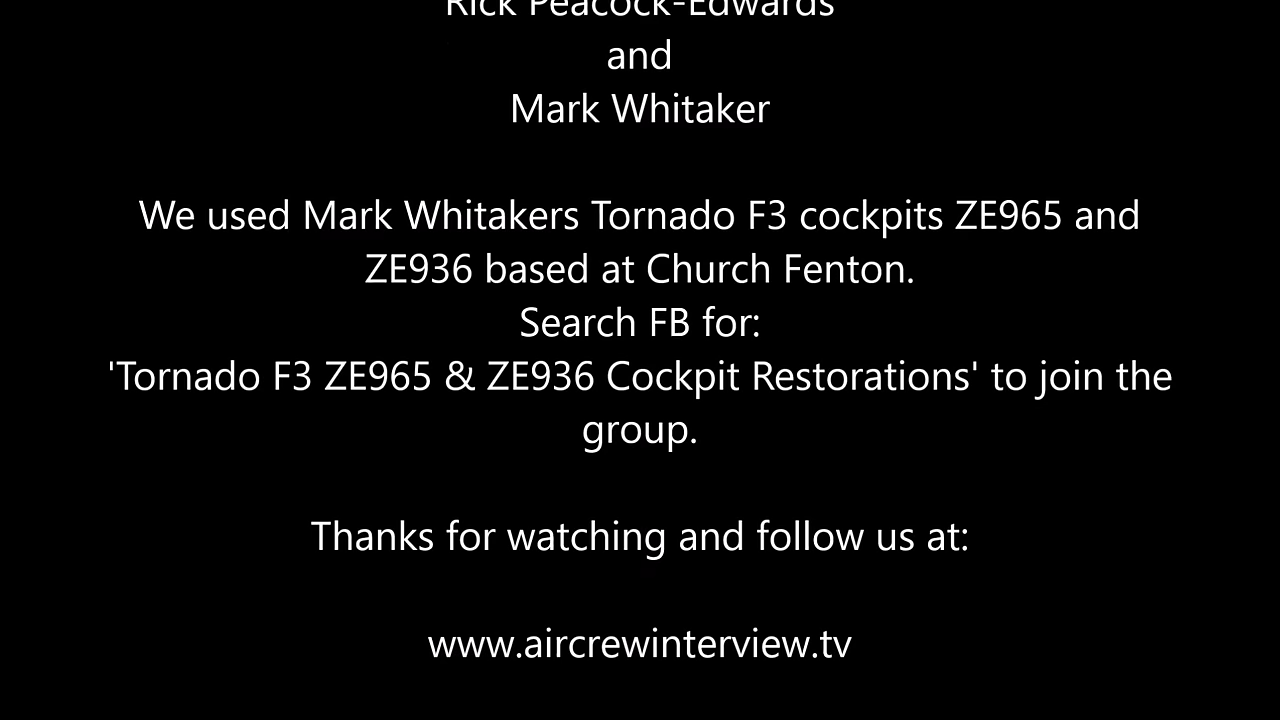 Rick Peacock-Edwards
and
Mark Whitaker
We used Mark Whitakers Tornado F3 cockpits ZE965 and
ZE936 based at Church Fenton.
Search FB for:
'Tornado F3 ZE965 & ZE936 Cockpit Restorations' to join the
group.
Thanks for watching and follow us at:
www.aircrewinterview.tv